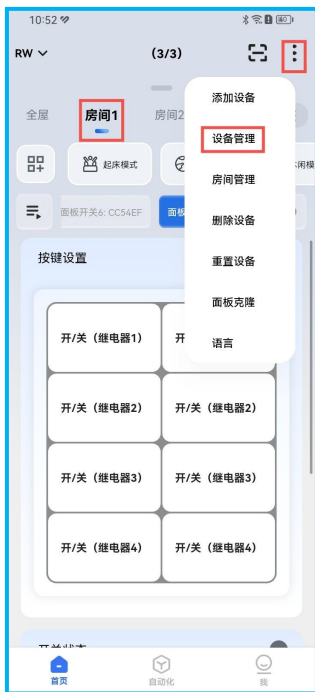 10:52
RW
(3/3)
添加设备
全屋
房间1
房间2
设备管理
起床模式
闲模
房间管理
面板开关6: CC54EF
面板
删除设备
按键设置
重置设备
面板克隆
开/关（继电器1）
开
语言
开/关（继电器2）
开/关（继电器2）
开/关（继电器3）
开/关（继电器3）
开/关（继电器4）
开/关（继电器4）
首页
自动化
我